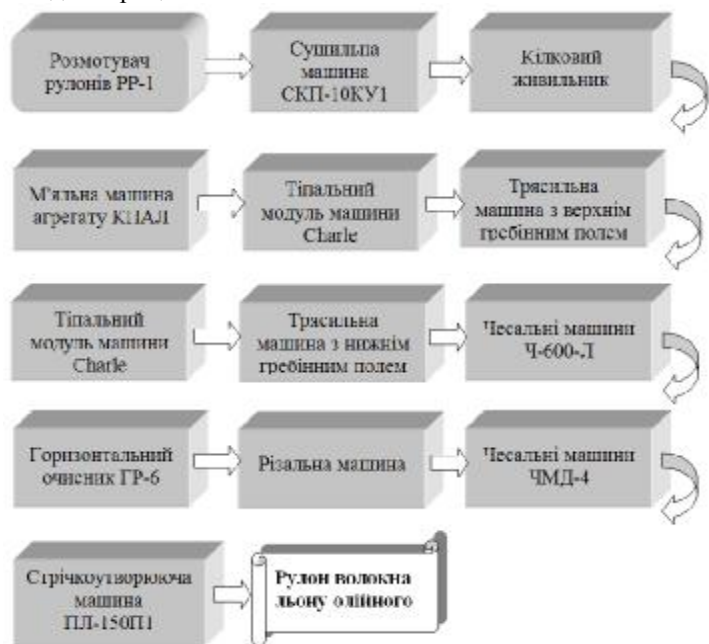 Розмотувач
рулонів РР-1
Сушильна
машина
СКП-10КУ1
Кілковий
живильник
М'яльна машина
агрегату КПАЛ
Тіпальний
модуль машини
Charle
Трясильна
машина з верхнім
гребінним полем
Тіпальний
модуль машини
Charle
Трясильна
машина з нижнім
гребінним полем
Чесальні машини
Ч-600-Л
Горизонтальний
очисник ГР-6
Різальна машина
Чесальні машини
ЧМД-4
Стрічкоутворююча
машина
ПЛ-150П1
Рулон волокна
льону олійного